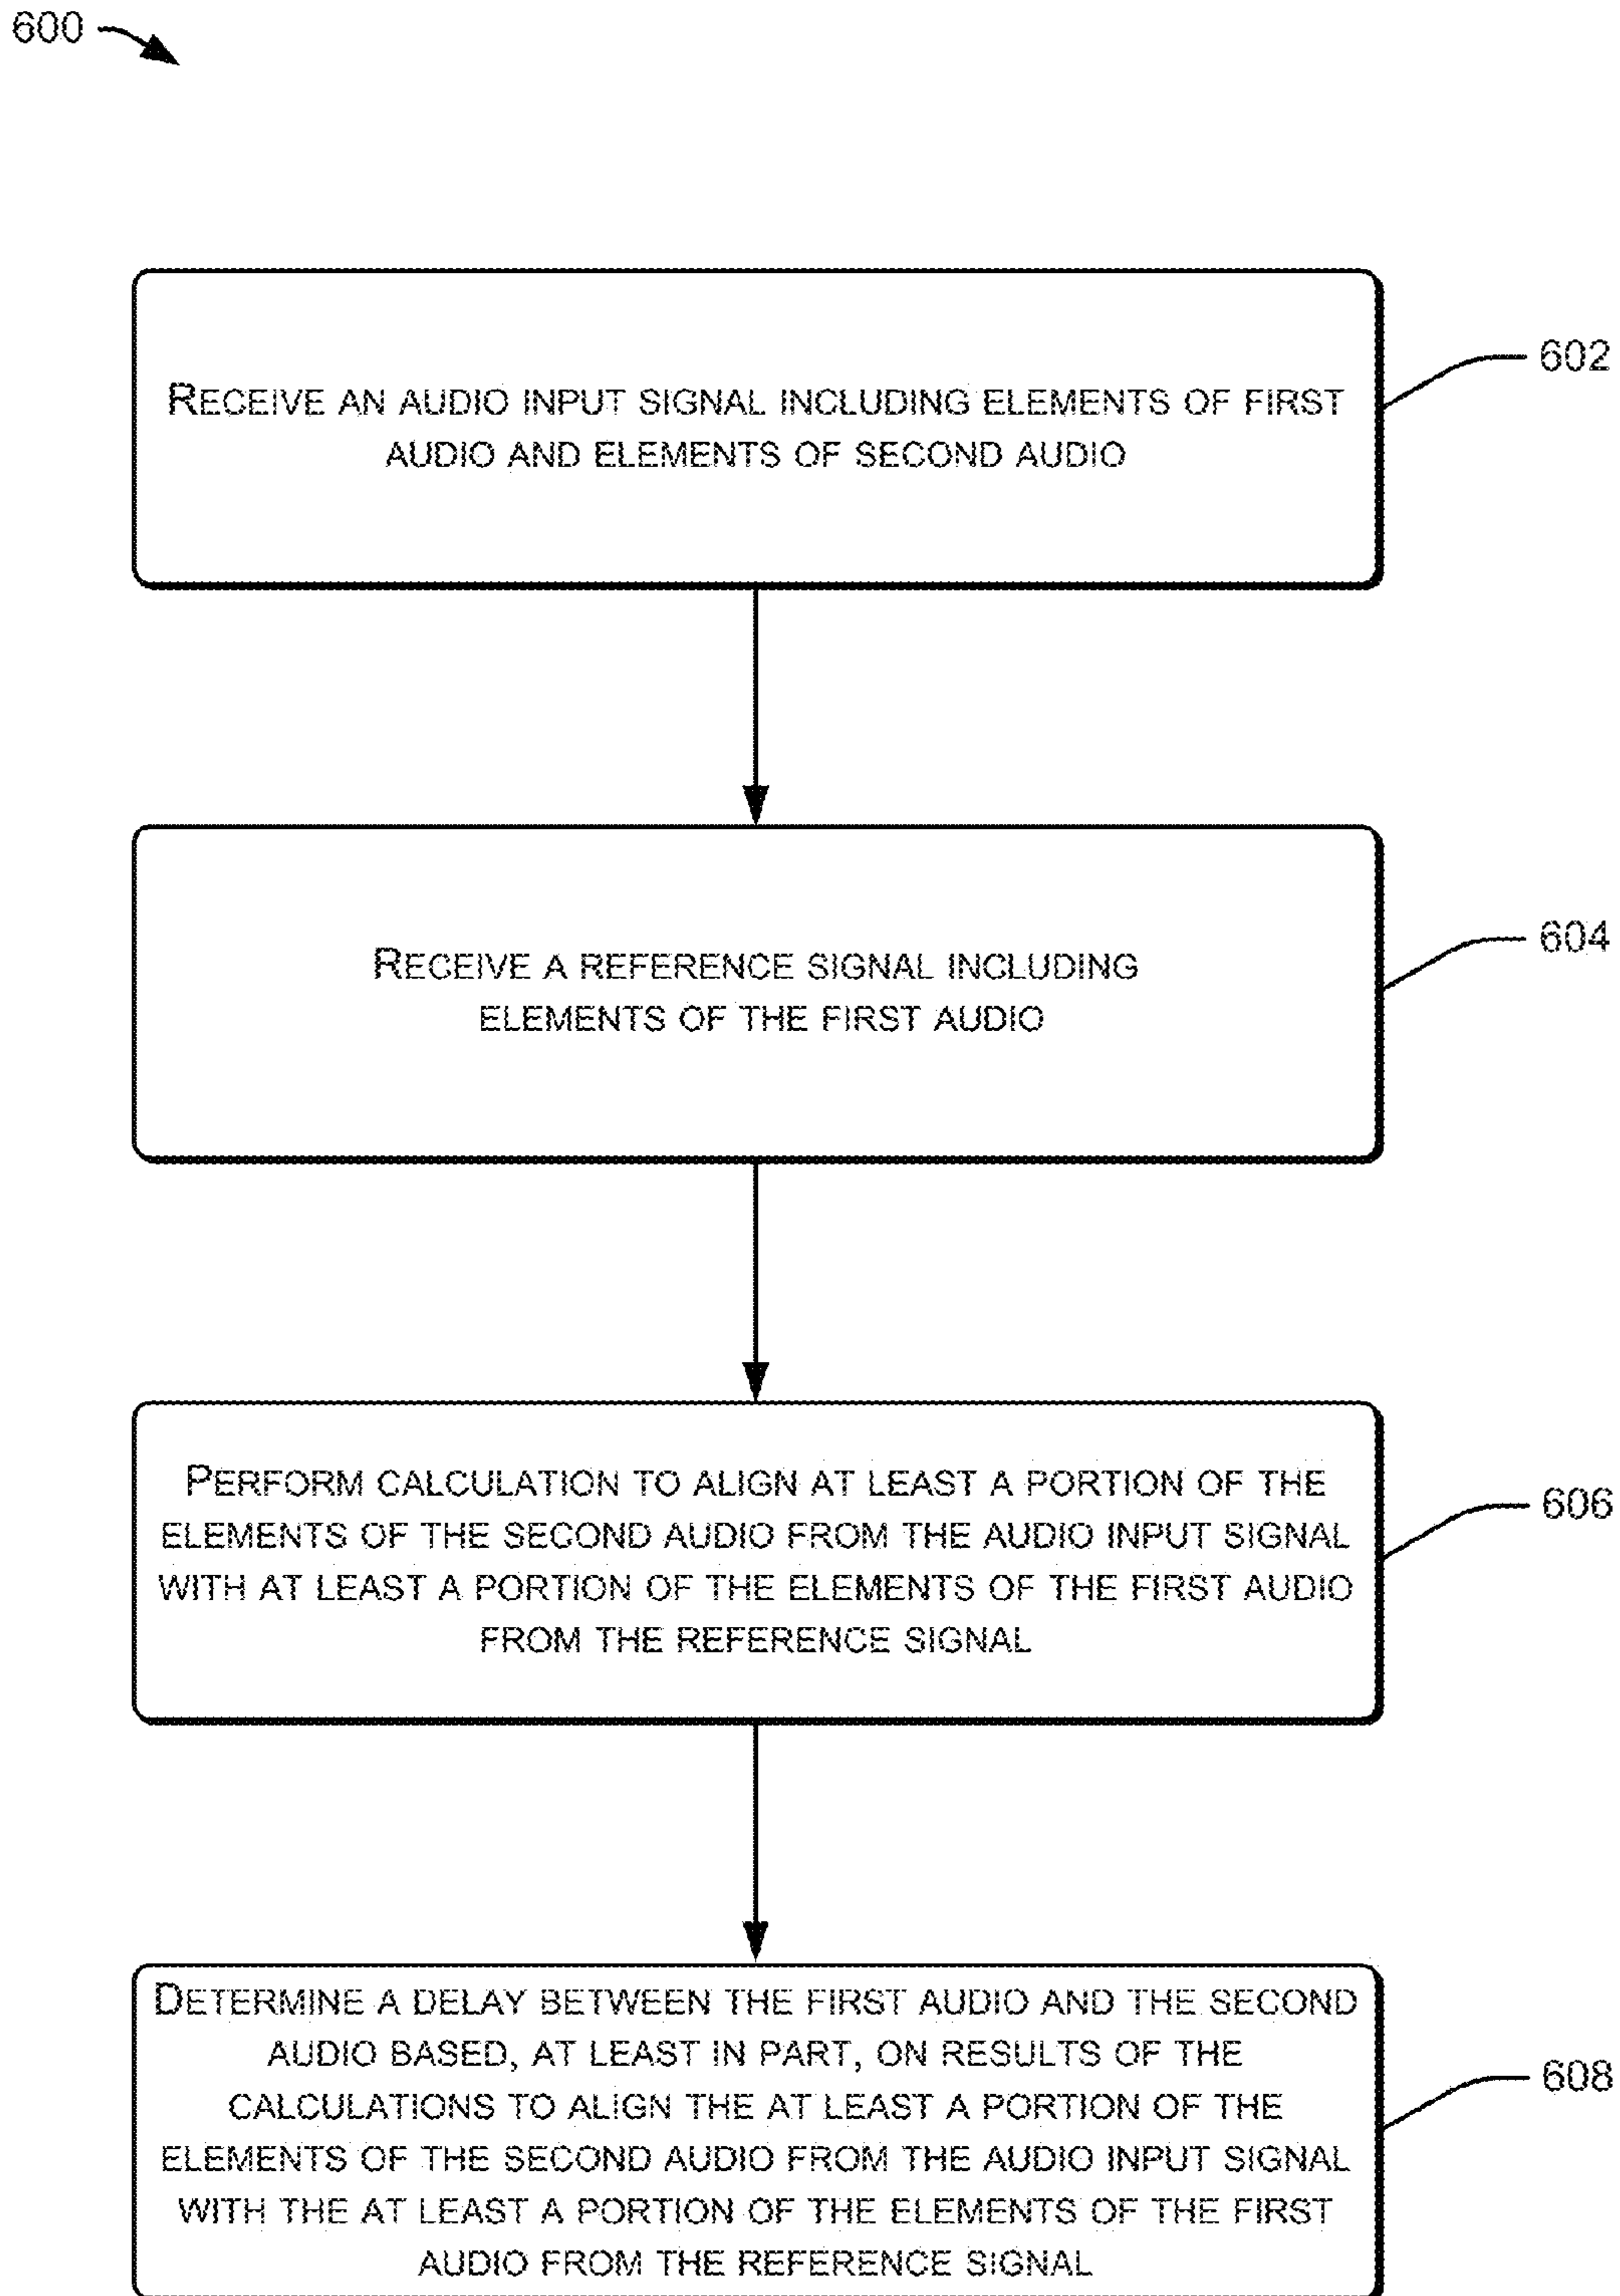 600
RECEIVE AN AUDIO INPUT SIGNAL INCLUDING ELEMENTS OF FIRST
AUDIO AND ELEMENTS OF SECOND AUDIO
602
RECEIVE A REFERENCE SIGNAL INCLUDING
ELEMENTS OF THE FIRST AUDIO
604
PERFORM CALCULATION TO ALIGN AT LEAST A PORTION OF THE
ELEMENTS OF THE SECOND AUDIO FROM THE AUDIO INPUT SIGNAL
WITH AT LEAST A PORTION OF THE ELEMENTS OF THE FIRST AUDIO
FROM THE REFERENCE SIGNAL
606
DETERMINE A DELAY BETWEEN THE FIRST AUDIO AND THE SECOND
AUDIO BASED, AT LEAST IN PART, ON RESULTS OF THE
CALCULATIONS TO ALIGN THE AT LEAST A PORTION OF THE
ELEMENTS OF THE SECOND AUDIO FROM THE AUDIO INPUT SIGNAL
WITH THE AT LEAST A PORTION OF THE ELEMENTS OF THE FIRST
AUDIO FROM THE REFERENCE SIGNAL
608